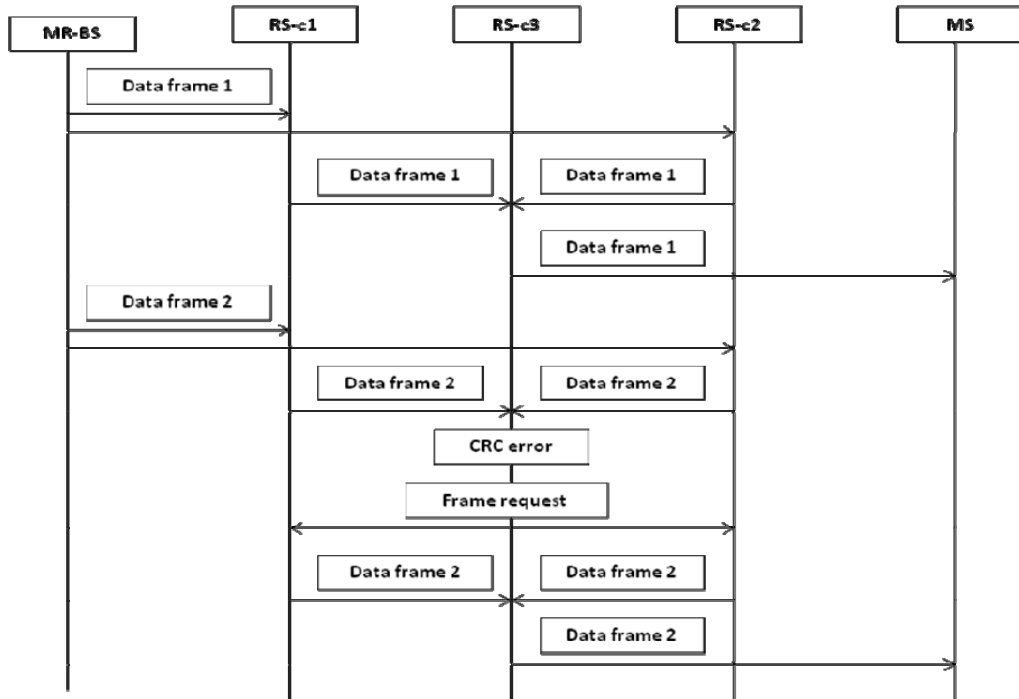 MR-BS
RS-c1
RS-c3
RS-c2
MS
Data frame 1
Data frame 1
Data frame 1
Data frame 1
Data frame 2
Data frame 2
Data frame 2
CRC error
Frame request
Data frame 2
Data frame 2
Data frame 2